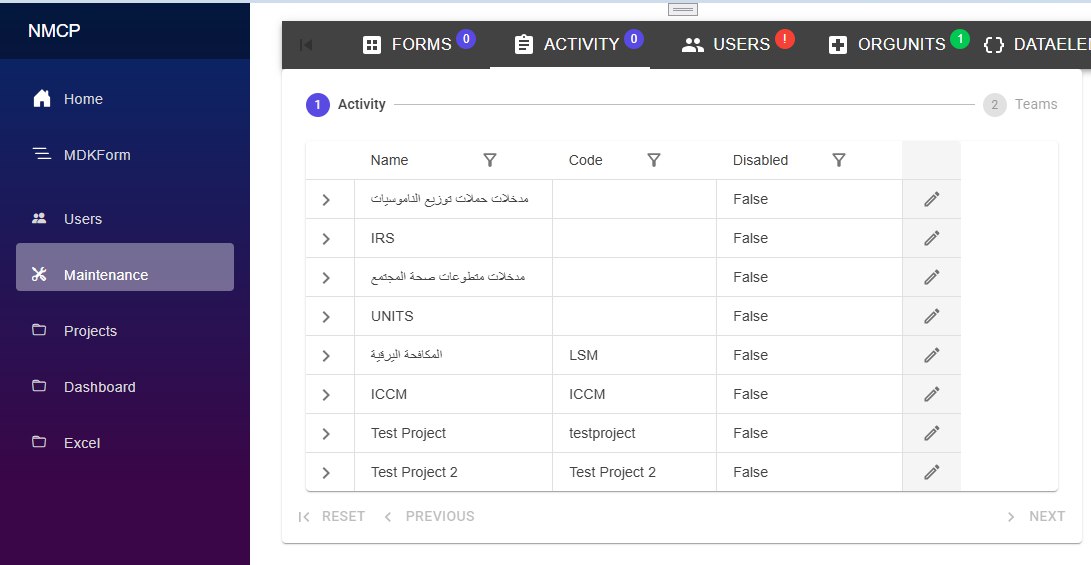 NMCP
Home
MDKForm
Users
Maintenance
Projects
Dashboard
Excel
FORMS 0 ACTIVITY 0 USERS ! ORGUNITS 1 DATAELE
1 Activity 2 Teams
Name Code Disabled
مدخلات حملات توزيع الناموسيات False
IRS False
مدخلات متطوعات صحة المجتمع False
UNITS False
المكافحة اليرقية LSM False
ICCM ICCM False
Test Project testproject False
Test Project 2 Test Project 2 False
RESET PREVIOUS NEXT